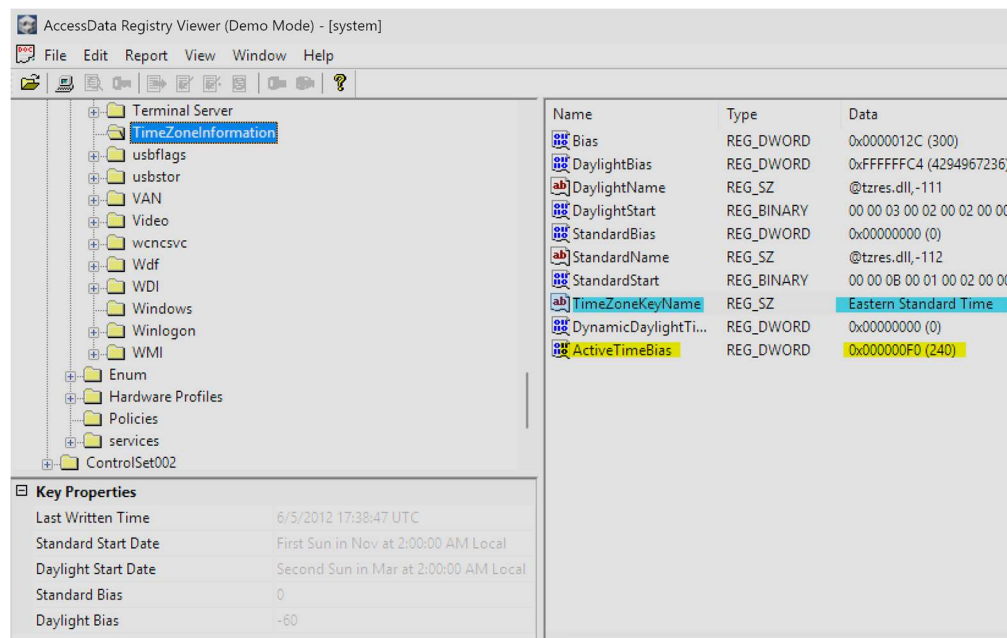 AccessData Registry Viewer (Demo Mode) - [system]
File Edit Report View Window Help
Terminal Server
TimeZoneInformation
usbflags
usbstor
VAN
Video
wcncsvc
Wdf
WDI
Windows
Winlogon
WMI
Enum
Hardware Profiles
Policies
services
ControlSet002
Name Type Data
Bias REG_DWORD 0x0000012C (300)
DaylightBias REG_DWORD 0xFFFFFFC4 (4294967236)
DaylightName REG_SZ @tzres.dll,-111
DaylightStart REG_BINARY 00 00 03 00 02 00 02 00 00
StandardBias REG_DWORD 0x00000000 (0)
StandardName REG_SZ @tzres.dll,-112
StandardStart REG_BINARY 00 00 0B 00 01 00 02 00 00
TimeZoneKeyName REG_SZ Eastern Standard Time
DynamicDaylightTi... REG_DWORD 0x00000000 (0)
ActiveTimeBias REG_DWORD 0x000000F0 (240)
Key Properties
Last Written Time 6/5/2012 17:38:47 UTC
Standard Start Date First Sun in Nov at 2:00:00 AM Local
Daylight Start Date Second Sun in Mar at 2:00:00 AM Local
Standard Bias 0
Daylight Bias -60